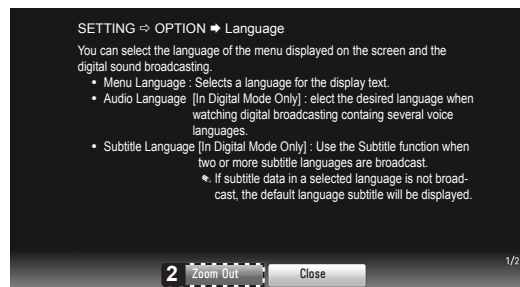 SETTING ⇨ OPTION ➡ Language
You can select the language of the menu displayed on the screen and the
digital sound broadcasting.
• Menu Language : Selects a language for the display text.
• Audio Language [In Digital Mode Only] : elect the desired language when
watching digital broadcasting containg several voice
languages.
• Subtitle Language [In Digital Mode Only] : Use the Subtitle function when
two or more subtitle languages are broadcast.
✎ If subtitle data in a selected language is not broad-
cast, the default language subtitle will be displayed.
1/2
2 Zoom Out Close